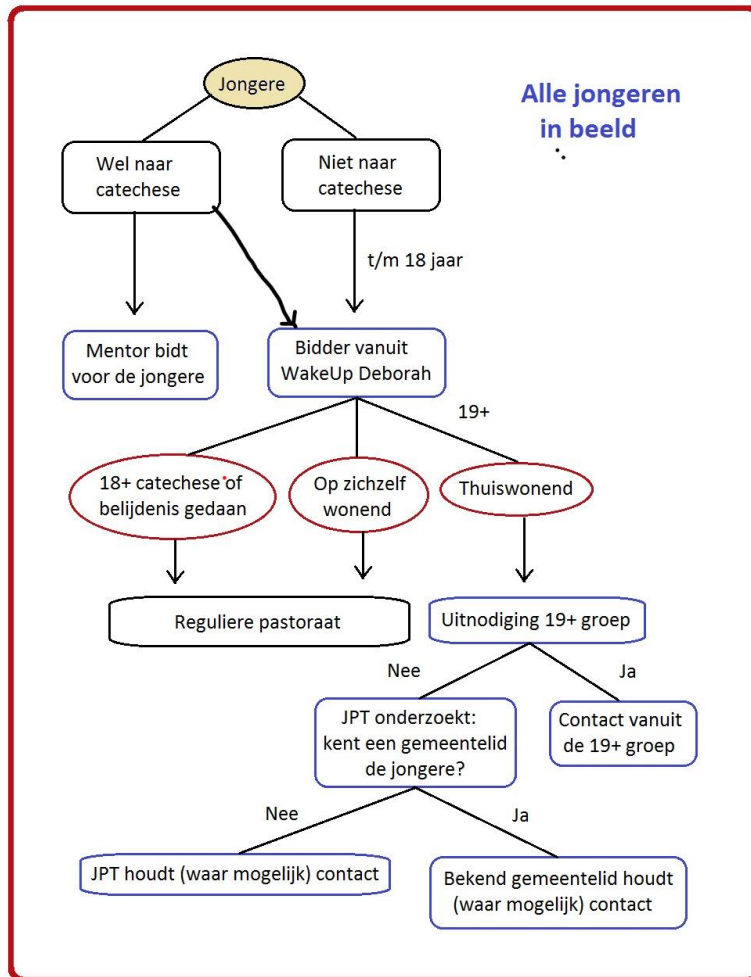 Alle jongeren
in beeld
Jongere
Wel naar
catechese
Niet naar
catechese
t/m 18 jaar
Mentor bidt
voor de jongere
Bidder vanuit
WakeUp Deborah
19+
18+ catechese of
belijdenis gedaan
Op zichzelf
wonend
Thuiswonend
Reguliere pastoraat
Uitnodiging 19+ groep
Nee
Ja
JPT onderzoekt:
kent een gemeentelid
de jongere?
Contact vanuit
de 19+ groep
Nee
Ja
JPT houdt (waar mogelijk) contact
Bekend gemeentelid houdt
(waar mogelijk) contact